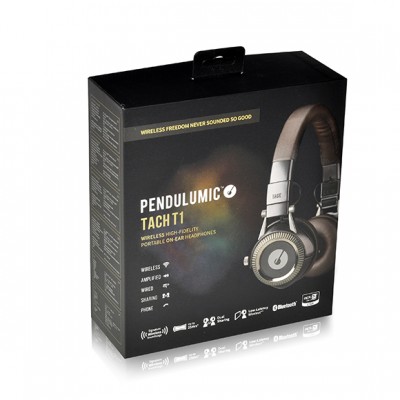 WIRELESS FREEDOM NEVER SOUNDED SO GOOD
PENDULUMIC™
TACH T1
WIRELESS HIGH-FIDELITY
PORTABLE ON-EAR HEADPHONES
WIRELESS
AMPLIFIED
WIRED
SHARING
PHONE
Bluetooth